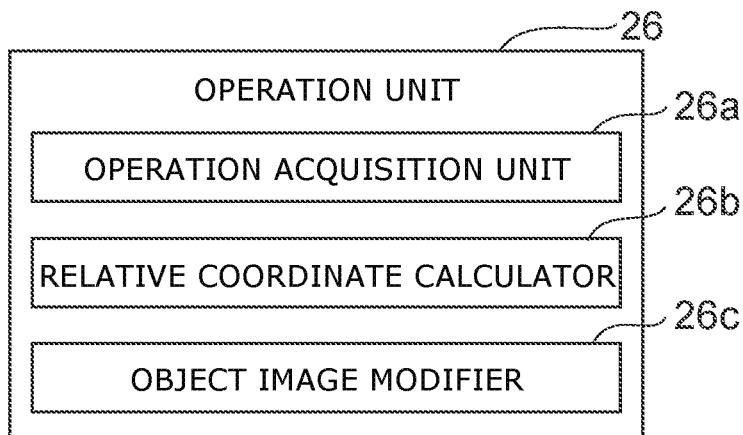 26
OPERATION UNIT
26a
OPERATION ACQUISITION UNIT
26b
RELATIVE COORDINATE CALCULATOR
26c
OBJECT IMAGE MODIFIER